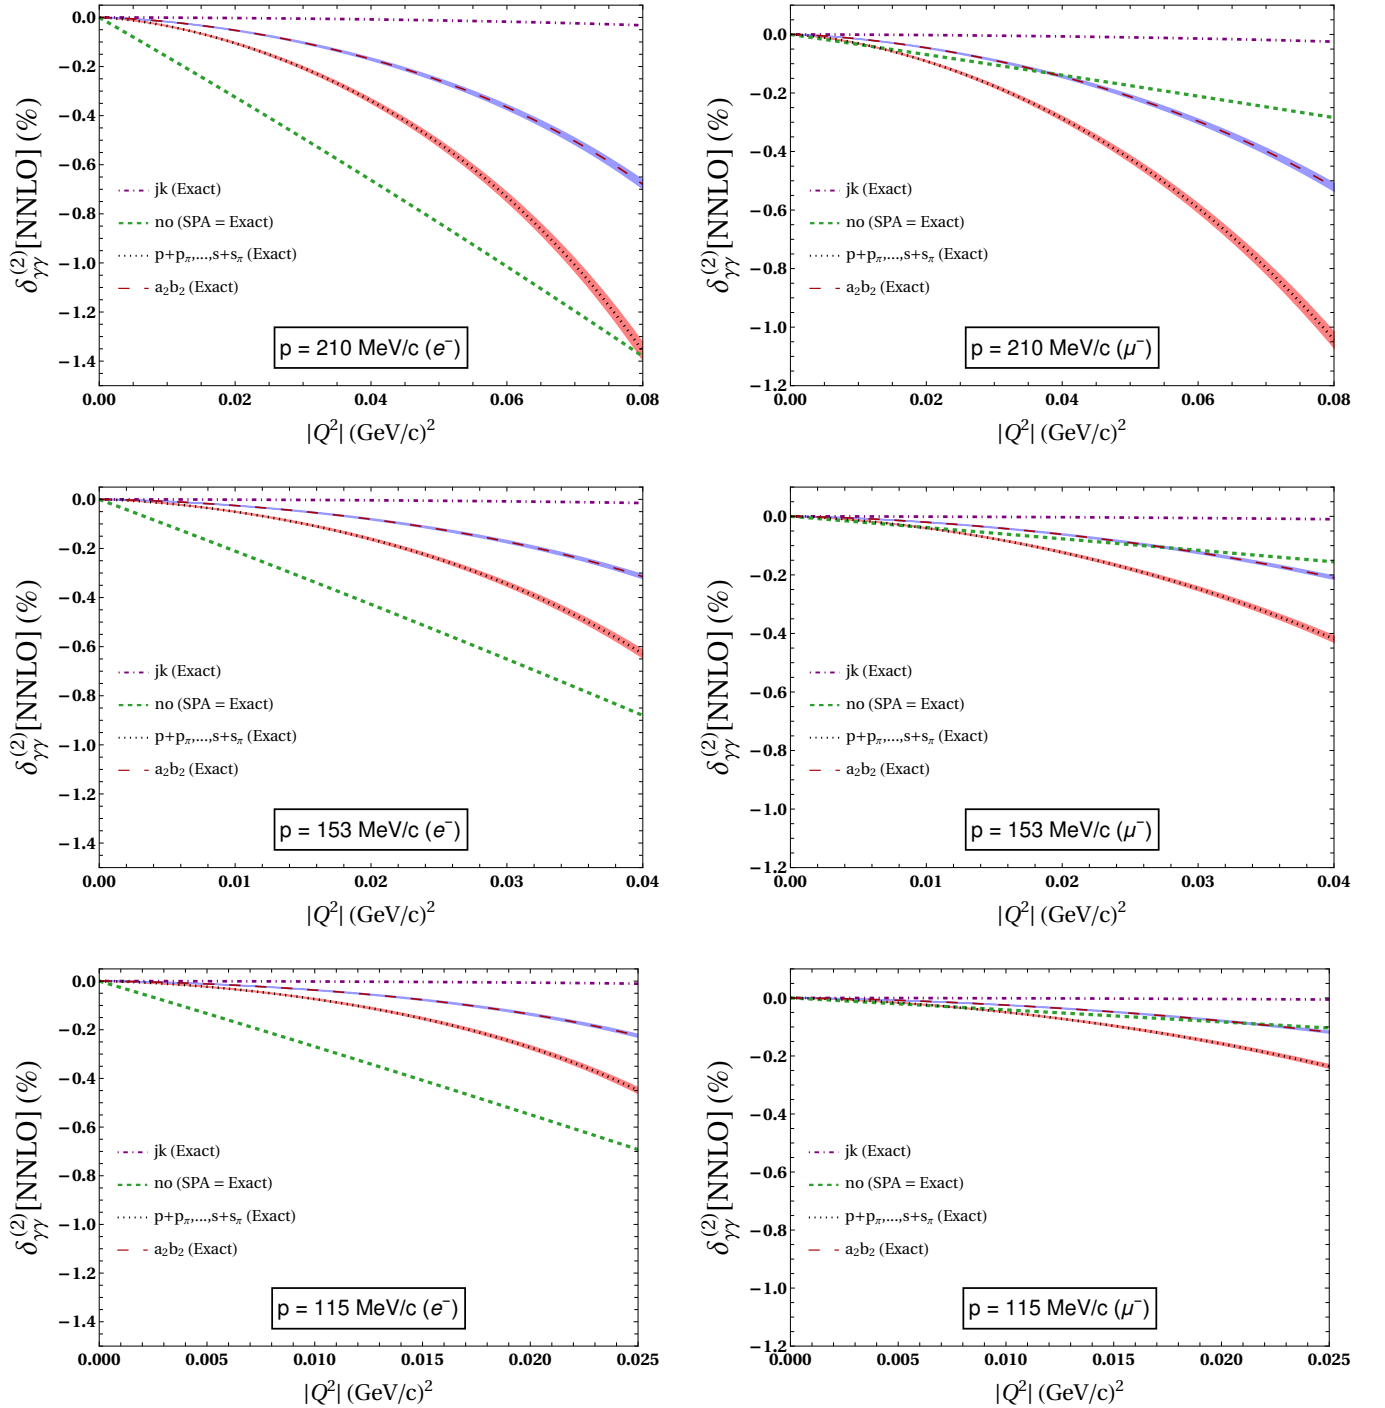 0.0
−0.2
−0.4
−0.6
−0.8
−1.0
−1.2
−1.4
δγγ(2)[NNLO] (%)
jk (Exact)
no (SPA = Exact)
p+pπ,...,s+sπ (Exact)
a2b2 (Exact)
p = 210 MeV/c (e−)
0.00 0.02 0.04 0.06 0.08
|Q2| (GeV/c)2
0.0
−0.2
−0.4
−0.6
−0.8
−1.0
−1.2
δγγ(2)[NNLO] (%)
jk (Exact)
no (SPA = Exact)
p+pπ,...,s+sπ (Exact)
a2b2 (Exact)
p = 210 MeV/c (μ−)
0.00 0.02 0.04 0.06 0.08
|Q2| (GeV/c)2
0.0
−0.2
−0.4
−0.6
−0.8
−1.0
−1.2
−1.4
δγγ(2)[NNLO] (%)
jk (Exact)
no (SPA = Exact)
p+pπ,...,s+sπ (Exact)
a2b2 (Exact)
p = 153 MeV/c (e−)
0.00 0.01 0.02 0.03 0.04
|Q2| (GeV/c)2
0.0
−0.2
−0.4
−0.6
−0.8
−1.0
−1.2
δγγ(2)[NNLO] (%)
jk (Exact)
no (SPA = Exact)
p+pπ,...,s+sπ (Exact)
a2b2 (Exact)
p = 153 MeV/c (μ−)
0.00 0.01 0.02 0.03 0.04
|Q2| (GeV/c)2
0.0
−0.2
−0.4
−0.6
−0.8
−1.0
−1.2
−1.4
δγγ(2)[NNLO] (%)
jk (Exact)
no (SPA = Exact)
p+pπ,...,s+sπ (Exact)
a2b2 (Exact)
p = 115 MeV/c (e−)
0.000 0.005 0.010 0.015 0.020 0.025
|Q2| (GeV/c)2
0.0
−0.2
−0.4
−0.6
−0.8
−1.0
−1.2
δγγ(2)[NNLO] (%)
jk (Exact)
no (SPA = Exact)
p+pπ,...,s+sπ (Exact)
a2b2 (Exact)
p = 115 MeV/c (μ−)
0.000 0.005 0.010 0.015 0.020 0.025
|Q2| (GeV/c)2